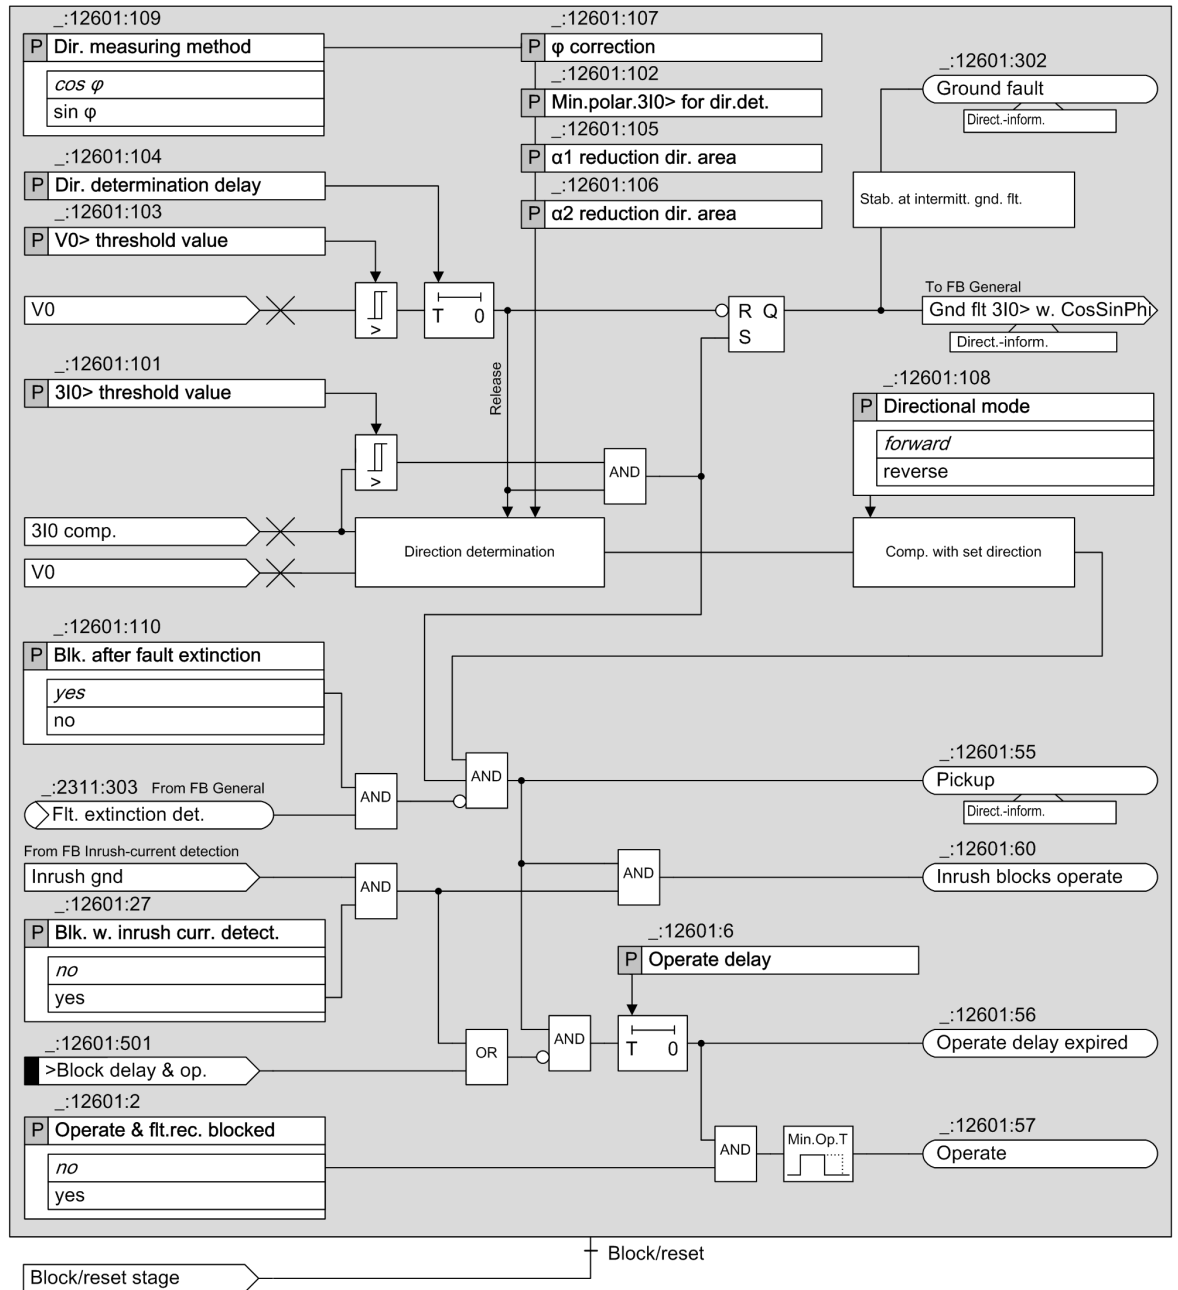 _:12601:109
P Dir. measuring method
cos φ
sin φ
_:12601:107
P φ correction
_:12601:102
Min.polar.3I0> for dir.det.
_:12601:105
P α1 reduction dir. area
_:12601:106
P α2 reduction dir. area
_:12601:302
Ground fault
Direct.-inform.
_:12601:104
P Dir. determination delay
_:12601:103
P V0> threshold value
Stab. at intermitt. gnd. flt.
V0
>
T 0
R Q
S
To FB General
Gnd flt 3I0> w. CosSinPhi
Direct.-inform.
Release
_:12601:101
P 3I0> threshold value
>
AND
_:12601:108
P Directional mode
forward
reverse
3I0 comp.
V0
Direction determination
Comp. with set direction
_:12601:110
P Blk. after fault extinction
yes
no
_:2311:303 From FB General
Flt. extinction det.
AND
AND
_:12601:55
Pickup
Direct.-inform.
From FB Inrush-current detection
Inrush gnd
AND
AND
_:12601:60
Inrush blocks operate
_:12601:27
P Blk. w. inrush curr. detect.
no
yes
_:12601:6
P Operate delay
_:12601:501
>Block delay & op.
OR
AND
T 0
_:12601:56
Operate delay expired
_:12601:2
P Operate & flt.rec. blocked
no
yes
AND
Min.Op.T
_:12601:57
Operate
Block/reset
Block/reset stage